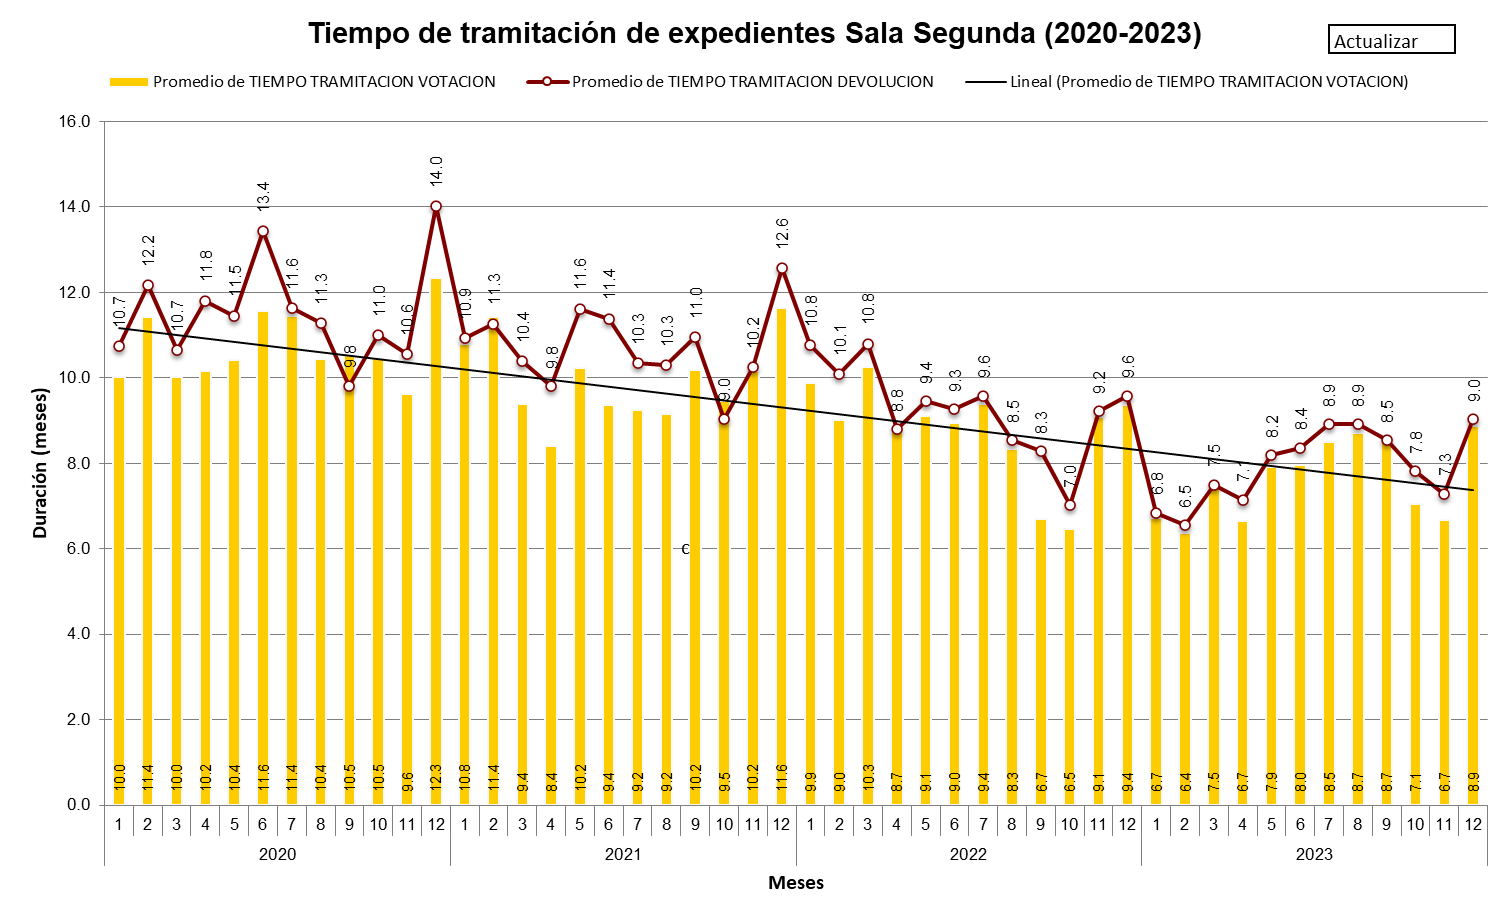 Tiempo de tramitación de expedientes Sala Segunda (2020-2023)
Actualizar
Promedio de TIEMPO TRAMITACION VOTACION
Promedio de TIEMPO TRAMITACION DEVOLUCION
Lineal (Promedio de TIEMPO TRAMITACION VOTACION)
Duración (meses)
16.0
14.0
12.0
10.0
8.0
6.0
4.0
2.0
0.0
10.7 12.2 10.7 11.8 11.5 13.4 11.6 11.3 9.8 11.0 10.6 14.0 10.9 11.3 10.4 9.8 11.6 11.4 10.3 10.3 11.0 9.0 10.2 12.6 10.8 10.1 10.8 8.8 9.4 9.3 9.6 8.5 8.3 7.0 9.2 9.6 6.8 6.5 7.5 7.1 8.2 8.4 8.9 8.9 8.5 7.8 7.3 9.0
c
10.0 11.4 10.0 10.2 10.4 11.6 11.4 10.4 10.5 10.5 9.6 12.3 10.8 11.4 9.4 8.4 10.2 9.4 9.2 9.2 10.2 9.5 10.2 11.6 9.9 9.0 10.3 8.7 9.1 9.0 9.4 8.3 6.7 6.5 9.1 9.4 6.7 6.4 7.5 6.7 7.9 8.0 8.5 8.7 8.7 7.1 6.7 8.9
1 2 3 4 5 6 7 8 9 10 11 12 1 2 3 4 5 6 7 8 9 10 11 12 1 2 3 4 5 6 7 8 9 10 11 12 1 2 3 4 5 6 7 8 9 10 11 12
2020 2021 2022 2023
Meses